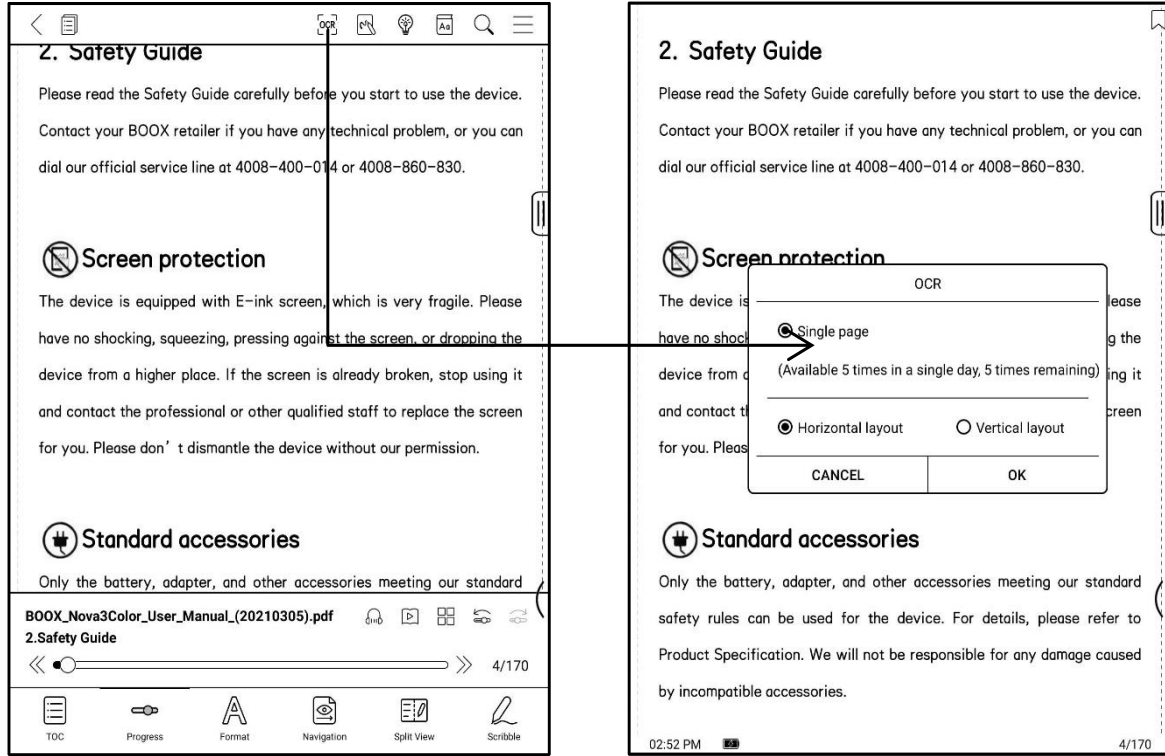 OCR
Aa
2. Safety Guide
Please read the Safety Guide carefully before you start to use the device.
Contact your BOOX retailer if you have any technical problem, or you can
dial our official service line at 4008-400-014 or 4008-860-830.
Screen protection
The device is equipped with E-ink screen, which is very fragile. Please
have no shocking, squeezing, pressing against the screen, or dropping the
device from a higher place. If the screen is already broken, stop using it
and contact the professional or other qualified staff to replace the screen
for you. Please don't dismantle the device without our permission.
Standard accessories
Only the battery, adapter, and other accessories meeting our standard
BOOX_Nova3Color_User_Manual_(20210305).pdf
2.Safety Guide
4/170
TOC
Progress
Format
Navigation
Split View
Scribble
2. Safety Guide
Please read the Safety Guide carefully before you start to use the device.
Contact your BOOX retailer if you have any technical problem, or you can
dial our official service line at 4008-400-014 or 4008-860-830.
Screen protection
The device is
lease
have no shock
g the
device from a
ing it
and contact th
creen
for you. Pleas
OCR
Single page
(Available 5 times in a single day, 5 times remaining)
Horizontal layout
Vertical layout
CANCEL
OK
Standard accessories
Only the battery, adapter, and other accessories meeting our standard
safety rules can be used for the device. For details, please refer to
Product Specification. We will not be responsible for any damage caused
by incompatible accessories.
02:52 PM
4/170